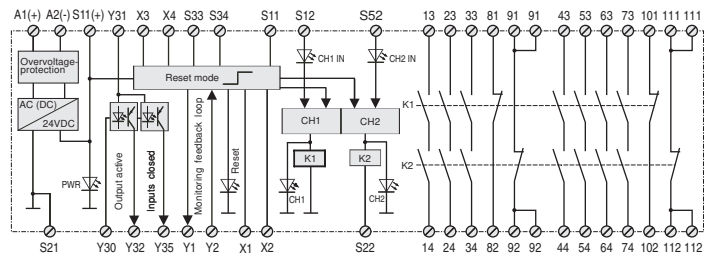 A1(+) A2(-) S11(+) Y31 X3 X4 S33 S34 S11 S12 S52 13 23 33 81 91 91 43 53 63 73 101 111 111
Overvoltage-
protection
AC (DC)
24VDC
PWR
Reset mode
Output active
Inputs closed
Monitoring feedback loop
Reset
CH1 IN
CH2 IN
CH1
CH2
K1
K2
CH1
CH2
K1
K2
S21 Y30 Y32 Y35 Y1 Y2 X1 X2 S22 14 24 34 82 92 92 44 54 64 74 102 112 112